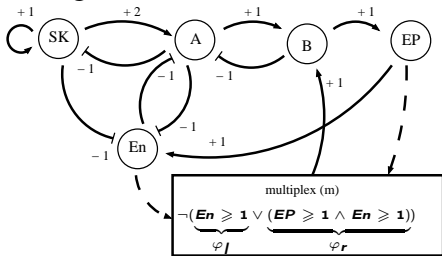 + 1
+ 2
+ 1
+ 1
SK
A
B
EP
− 1
− 1
− 1
− 1
+ 1
− 1
− 1
En
+ 1
multiplex (m)
¬(En ⩾ 1 ∨ (EP ⩾ 1 ∧ En ⩾ 1))
φl φr